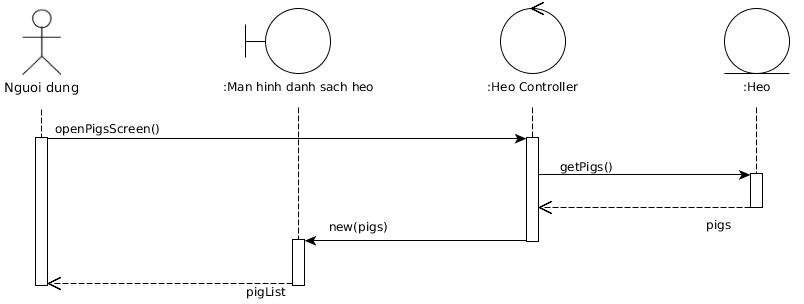 Nguoi dung
:Man hinh danh sach heo
:Heo Controller
:Heo
openPigsScreen()
getPigs()
pigs
new(pigs)
pigList